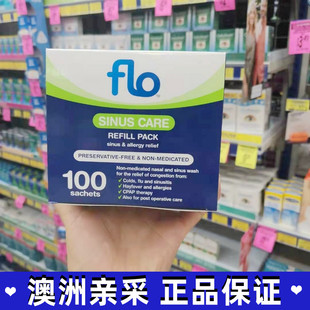 flo
SINUS CARE
REFILL PACK
sinus & allergy relief
PRESERVATIVE-FREE & NON-MEDICATED
100
sachets
Non-medicated nasal and sinus wash
for the relief of congestion from:
✓ Colds, flu and sinusitis
✓ Hayfever and allergies
✓ CPAP therapy
✓ Also for post operative care
澳洲亲采 正品保证